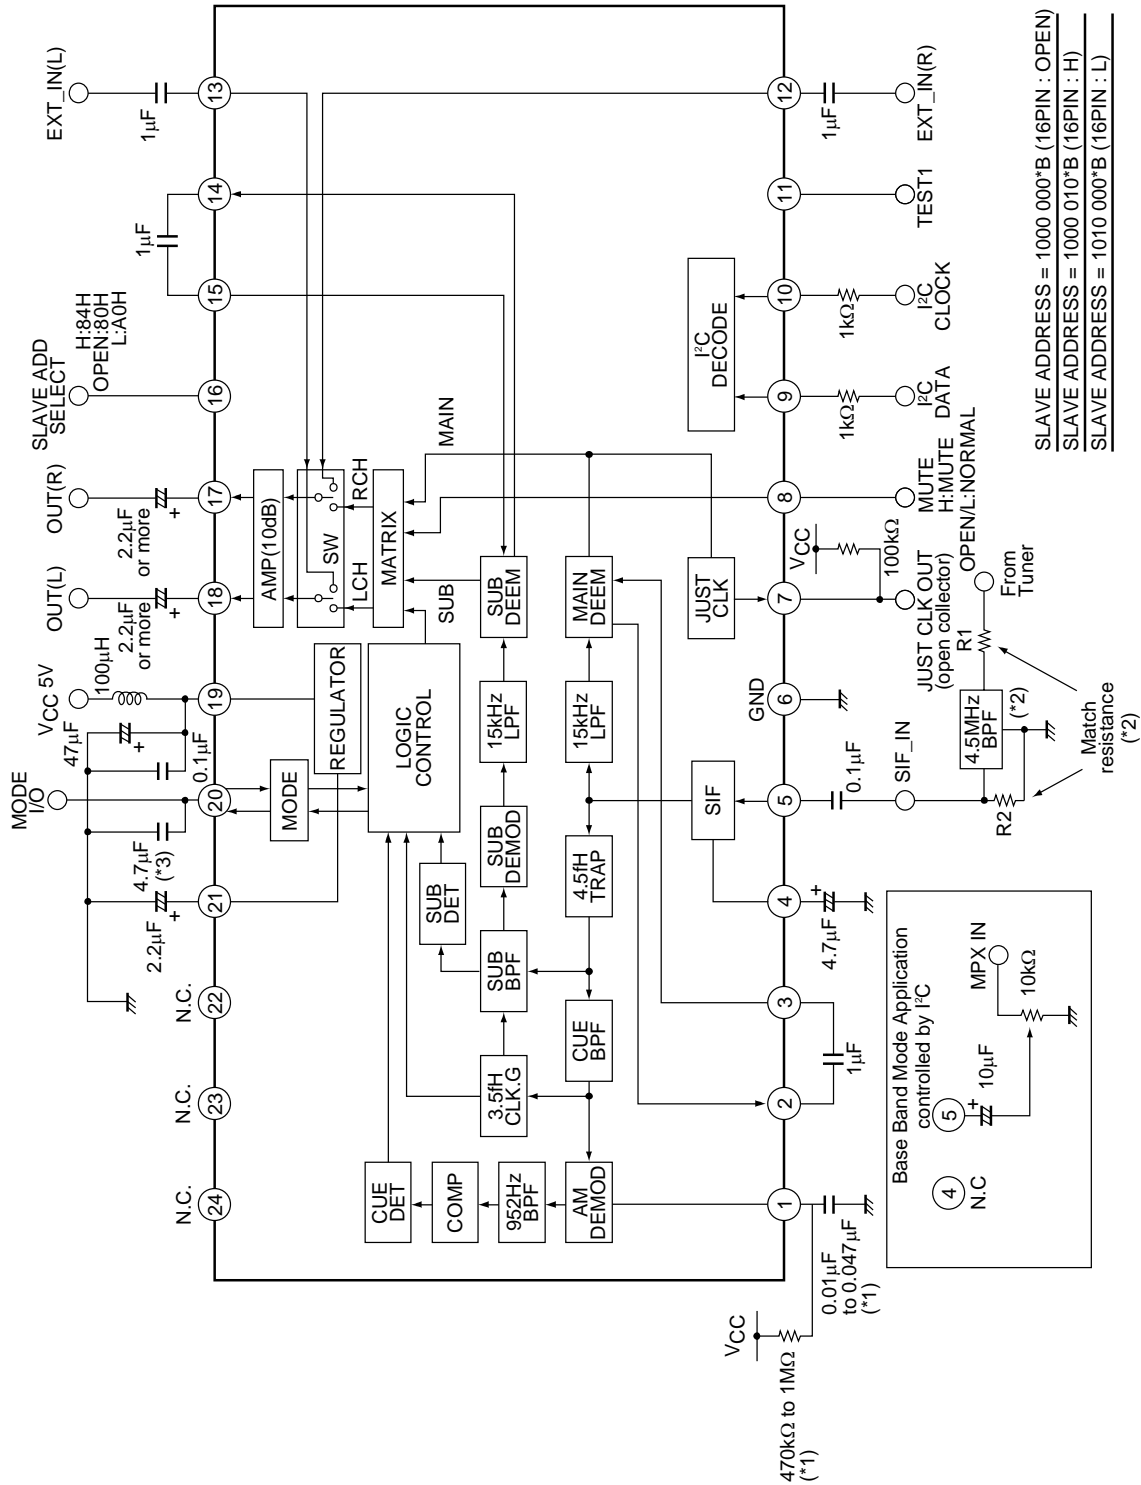 MODE
I/O
VCC 5V
OUT(L)
OUT(R)
SLAVE ADD
SELECT
H:84H
OPEN:80H
L:A0H
EXT_IN(L)
N.C.
N.C.
N.C.
2.2µF
+
4.7µF
(*3)
47µF
+
0.1µF
100µH
2.2µF
or more
+
2.2µF
or more
+
1µF
1µF
24
23
22
21
20
19
18
17
16
15
14
13
CUE
DET
COMP
952Hz
BPF
AM
DEMOD
3.5fH
CLK.G
CUE
BPF
SUB
BPF
SUB
DET
SUB
DEMOD
4.5fH
TRAP
MODE
LOGIC
CONTROL
REGULATOR
15kHz
LPF
15kHz
LPF
SIF
AMP(10dB)
SW
LCH
RCH
MATRIX
SUB
MAIN
SUB
DEEM
MAIN
DEEM
JUST
CLK
I²C
DECODE
GND
1
2
3
4
5
6
7
8
9
10
11
12
VCC
470kΩ to 1MΩ
(*1)
0.01µF
to 0.047µF
(*1)
1µF
4.7µF
+
0.1µF
SIF_IN
R2
4.5MHz
BPF
(*2)
R1
From
Tuner
Match
resistance
(*2)
VCC
100kΩ
JUST CLK OUT
(open collector)
MUTE
H:MUTE
OPEN/L:NORMAL
1kΩ
I²C
DATA
1kΩ
I²C
CLOCK
TEST1
1µF
EXT_IN(R)
Base Band Mode Application
controlled by I²C
4
N.C
5
+
10µF
MPX IN
10kΩ
SLAVE ADDRESS = 1000 000*B (16PIN : OPEN)
SLAVE ADDRESS = 1000 010*B (16PIN : H)
SLAVE ADDRESS = 1010 000*B (16PIN : L)